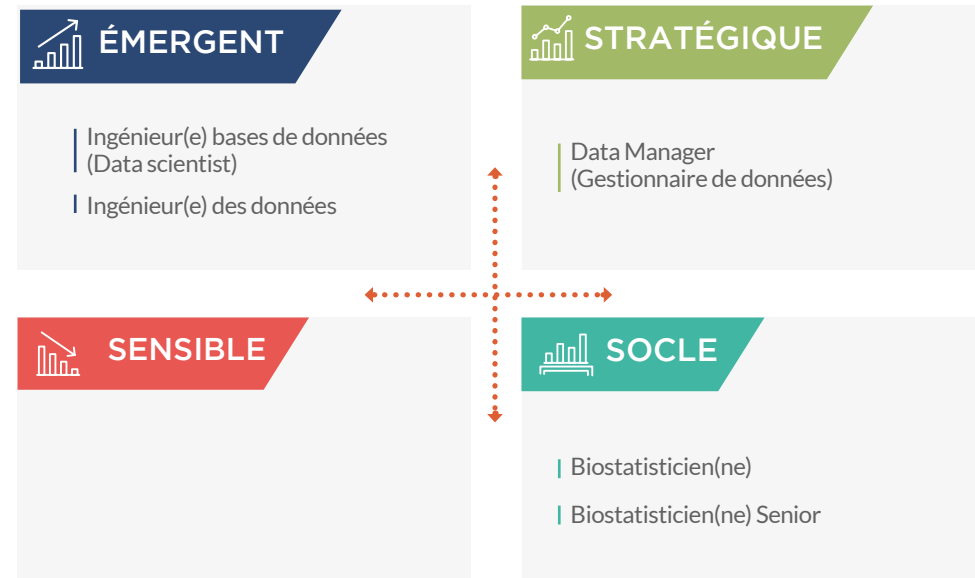 ÉMERGENT
Ingénieur(e) bases de données
(Data scientist)
Ingénieur(e) des données
STRATÉGIQUE
Data Manager
(Gestionnaire de données)
SENSIBLE
SOCLE
Biostatisticien(ne)
Biostatisticien(ne) Senior